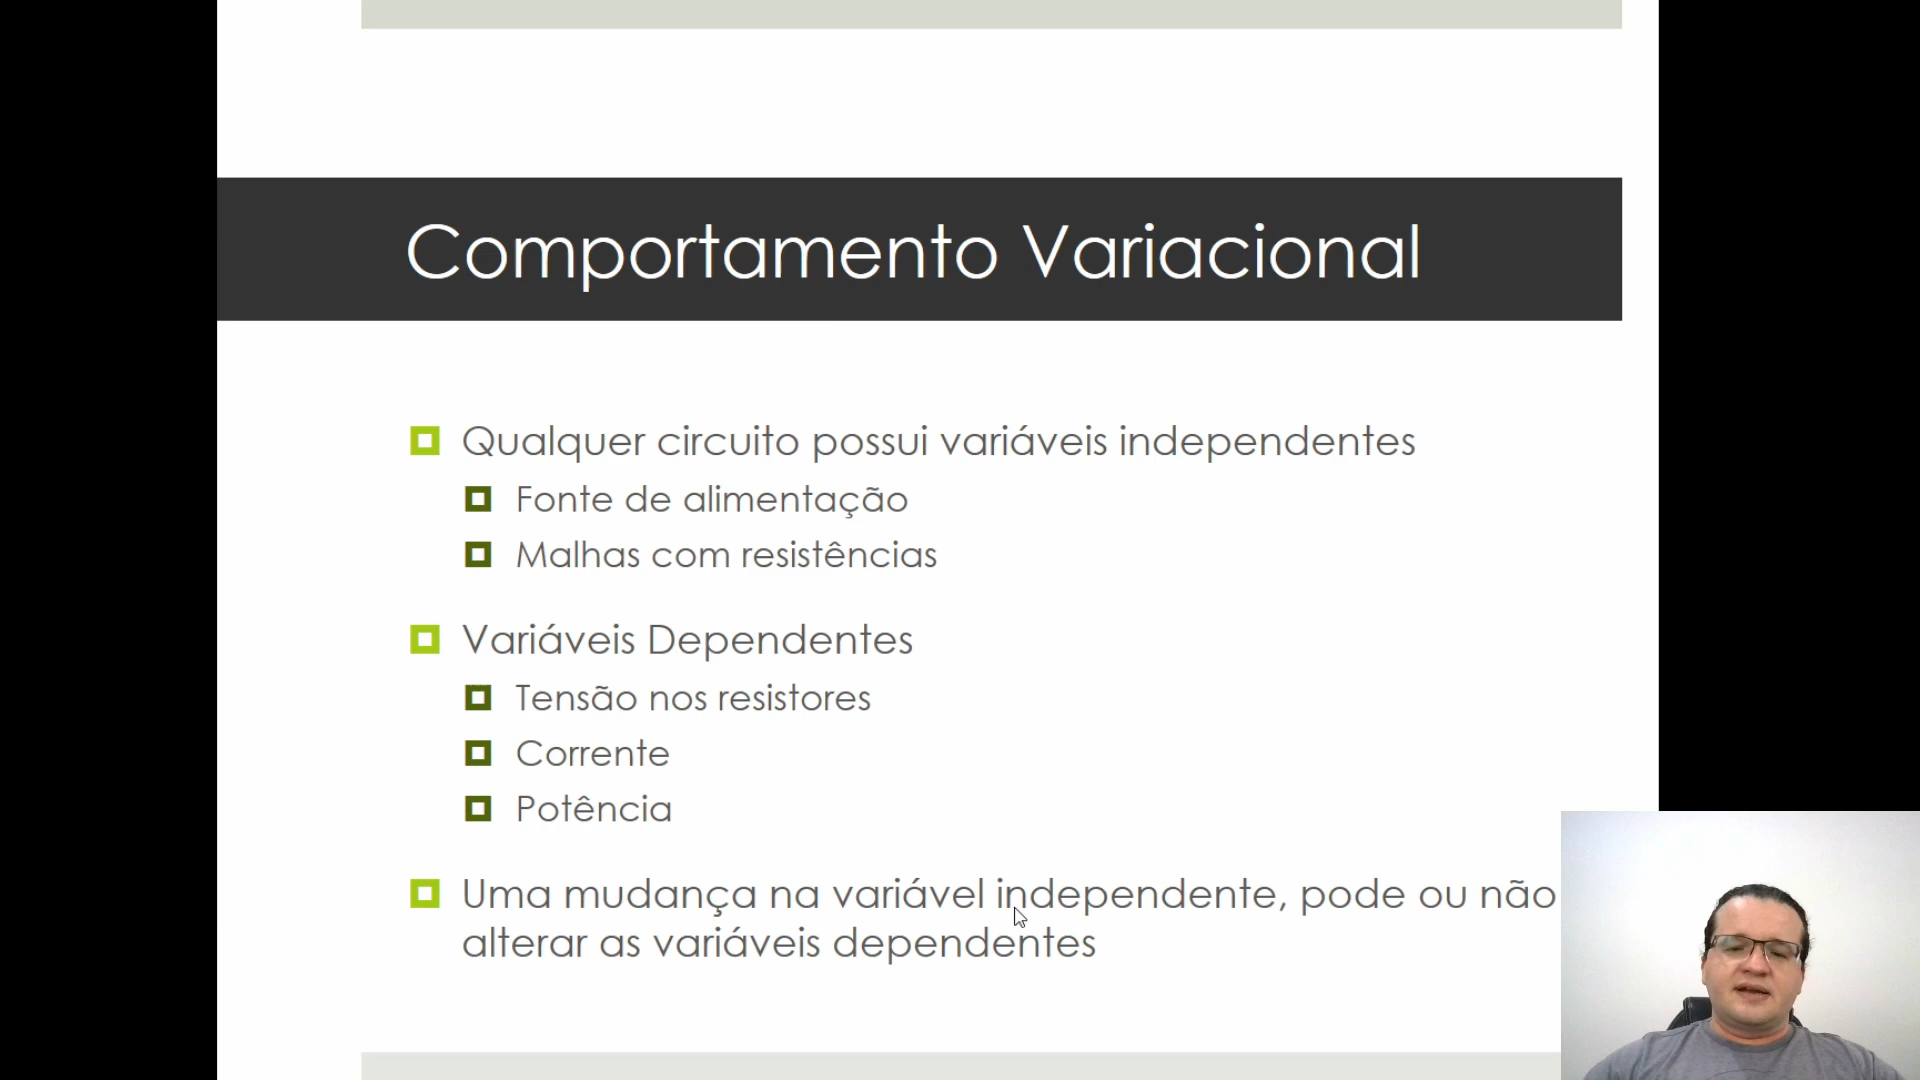 Comportamento Variacional
Qualquer circuito possui variáveis independentes
Fonte de alimentação
Malhas com resistências
Variáveis Dependentes
Tensão nos resistores
Corrente
Potência
Uma mudança na variável independente, pode ou não
alterar as variáveis dependentes